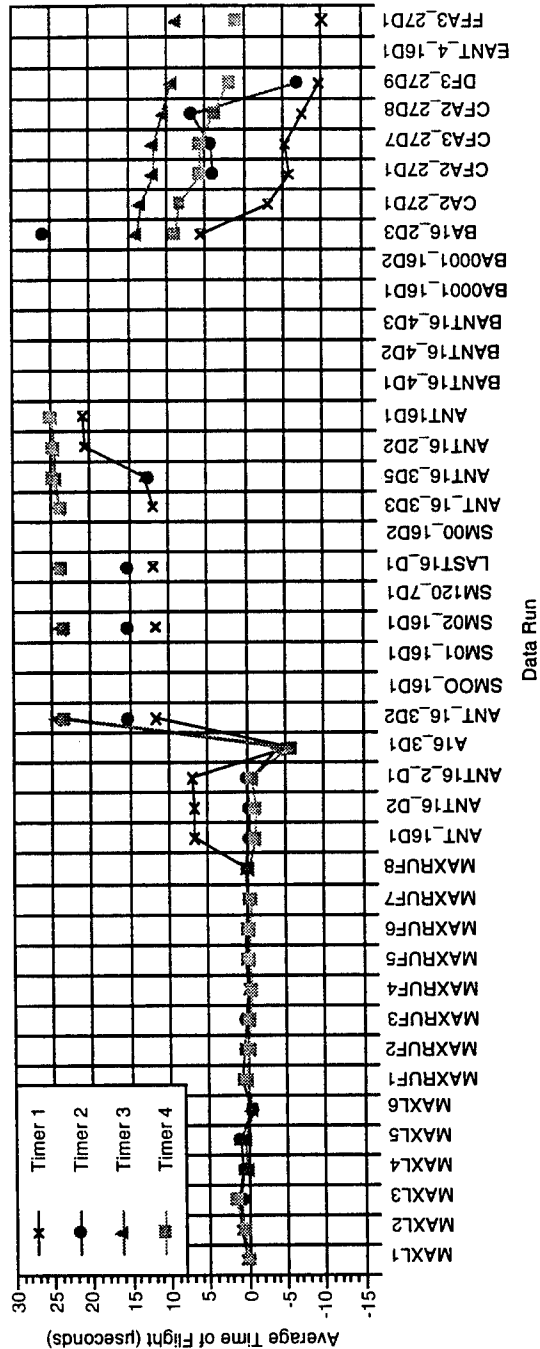 Average Time of Flight (µseconds)
30
25
20
15
10
5
0
-5
-10
-15
Timer 1
Timer 2
Timer 3
Timer 4
MAXL1
MAXL2
MAXL3
MAXL4
MAXL5
MAXL6
MAXRUF1
MAXRUF2
MAXRUF3
MAXRUF4
MAXRUF5
MAXRUF6
MAXRUF7
MAXRUF8
ANT_16D1
ANT16_D2
ANT16_2_D1
A16_3D1
ANT_16_3D2
SMOO_16D1
SM01_16D1
SM02_16D1
SM120_7D1
LAST16_D1
SM00_16D2
ANT_16_3D3
ANT16_3D5
ANT16_2D2
ANT16D1
BANT16_4D1
BANT16_4D2
BANT16_4D3
BA0001_16D1
BA0001_16D2
BA16_2D3
CA2_27D1
CFA2_27D1
CFA3_27D7
CFA2_27D8
DF3_27D9
EANT_4_16D1
FFA3_27D1
Data Run